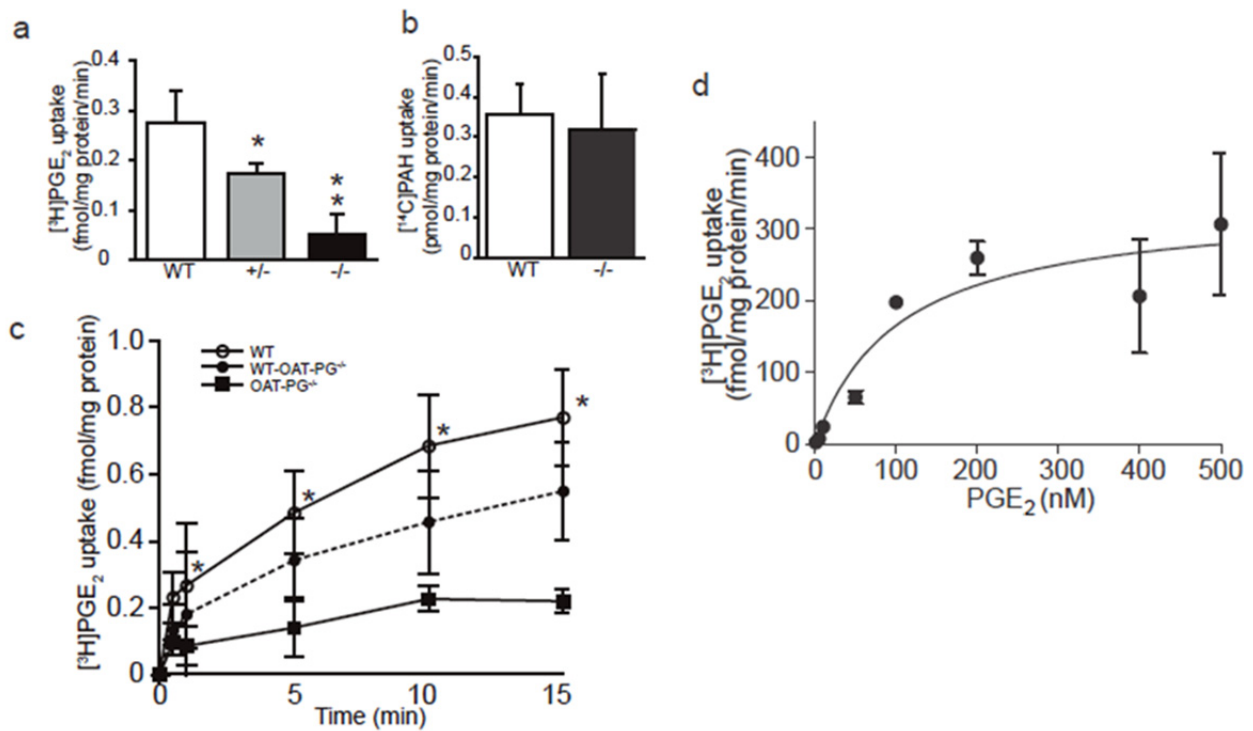 a
[³H]PGE₂ uptake
(fmol/mg protein/min)
0.4
0.3
0.2
0.1
0
*
*
*
WT
+/-
-/-
b
[¹⁴C]PAH uptake
(pmol/mg protein/min)
0.5
0.4
0.3
0.2
0.1
0
WT
-/-
c
[³H]PGE₂ uptake (fmol/mg protein)
1.0
0.8
0.6
0.4
0.2
0
WT
WT-OAT-PG⁻/⁻
OAT-PG⁻/⁻
*
*
*
*
0
5
10
15
Time (min)
d
[³H]PGE₂ uptake
(fmol/mg protein/min)
400
300
200
100
0
0
100
200
300
400
500
PGE₂ (nM)